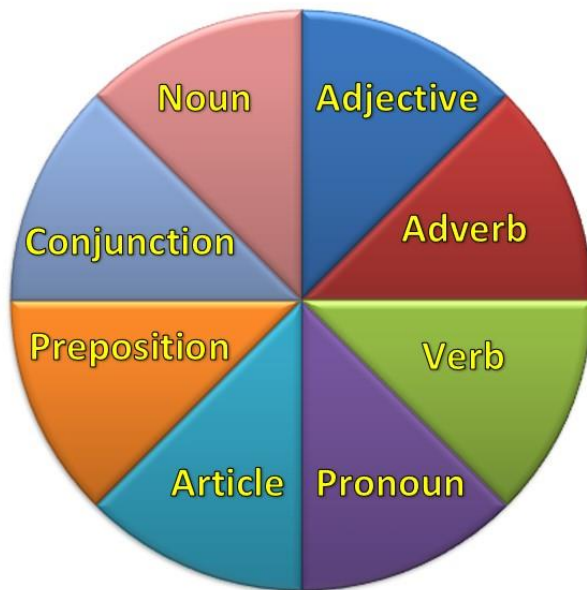 Noun
Adjective
Conjunction
Adverb
Preposition
Verb
Article
Pronoun